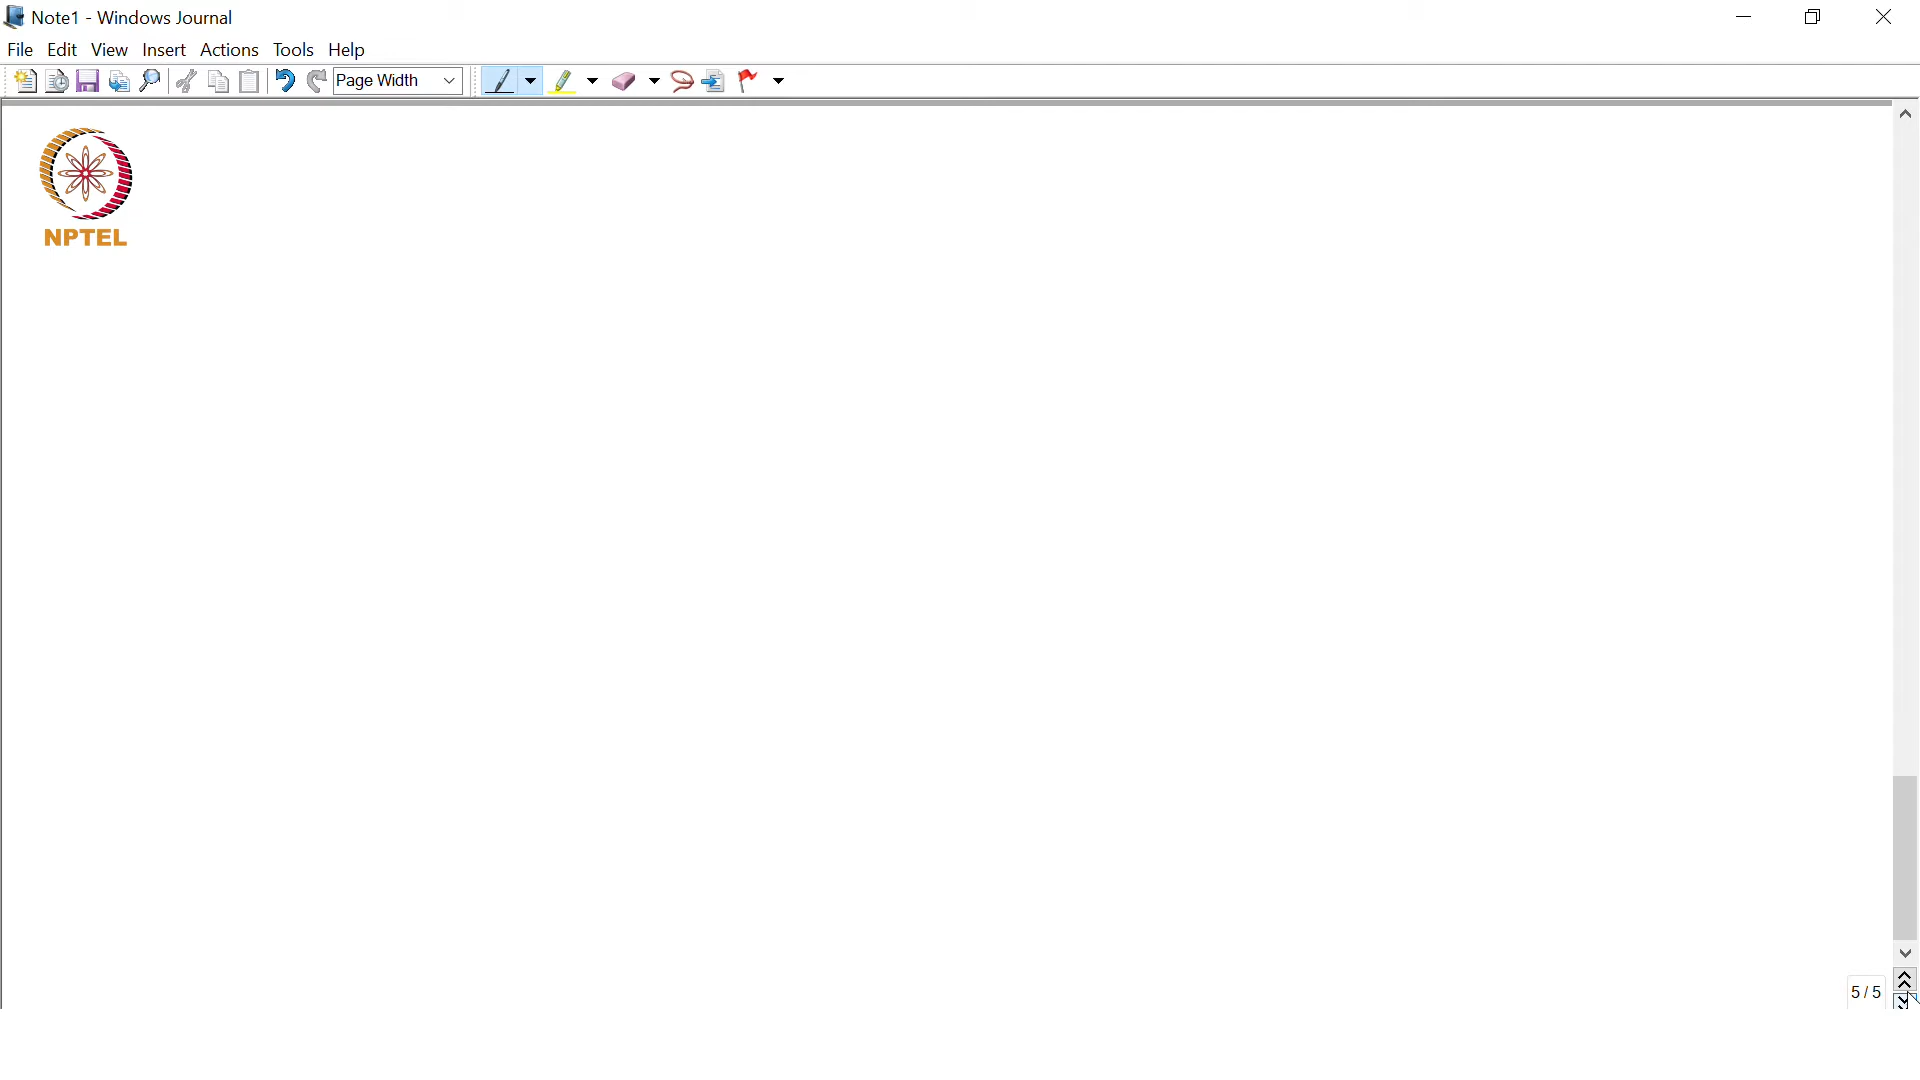 Note1 - Windows Journal
File Edit View Insert Actions Tools Help
Page Width
NPTEL
5 / 5